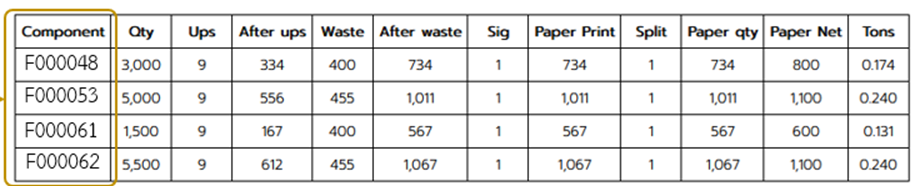 Component Qty Ups After ups Waste After waste Sig Paper Print Split Paper qty Paper Net Tons
F000048 3,000 9 334 400 734 1 734 1 734 800 0.174
F000053 5,000 9 556 455 1,011 1 1,011 1 1,011 1,100 0.240
F000061 1,500 9 167 400 567 1 567 1 567 600 0.131
F000062 5,500 9 612 455 1,067 1 1,067 1 1,067 1,100 0.240